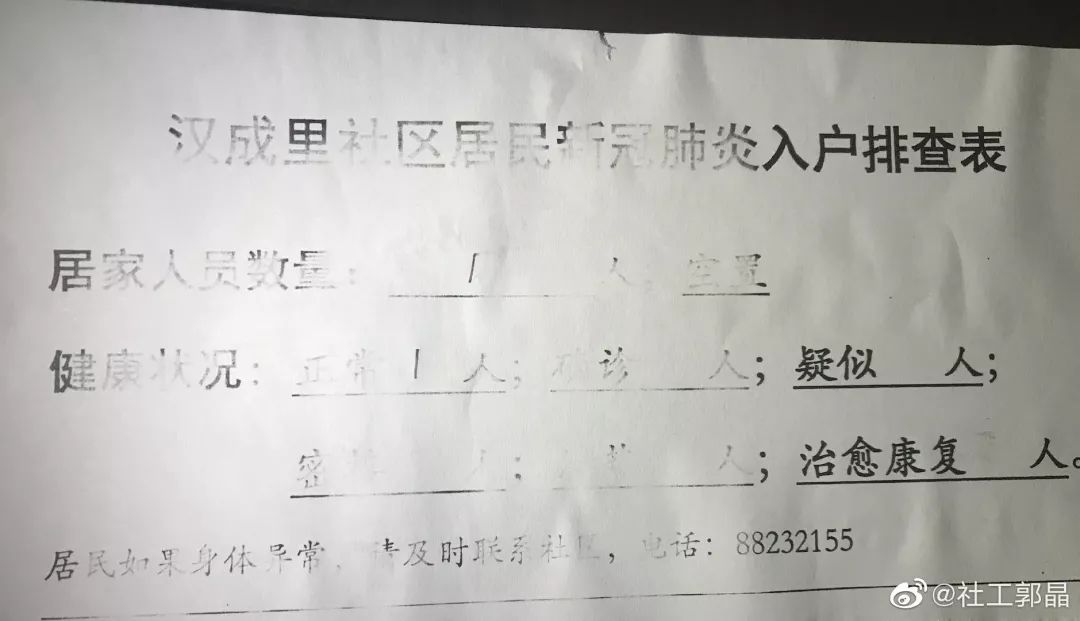 汉成里社区居民新冠肺炎入户排查表
居家人员数量: 1 人, 空置
健康状况: 正常 1 人; 确诊 人; 疑似 人;
密 人; 人; 治愈康复 人。
居民如果身体异常, 请及时联系社区, 电话: 88232155
@社工郭晶